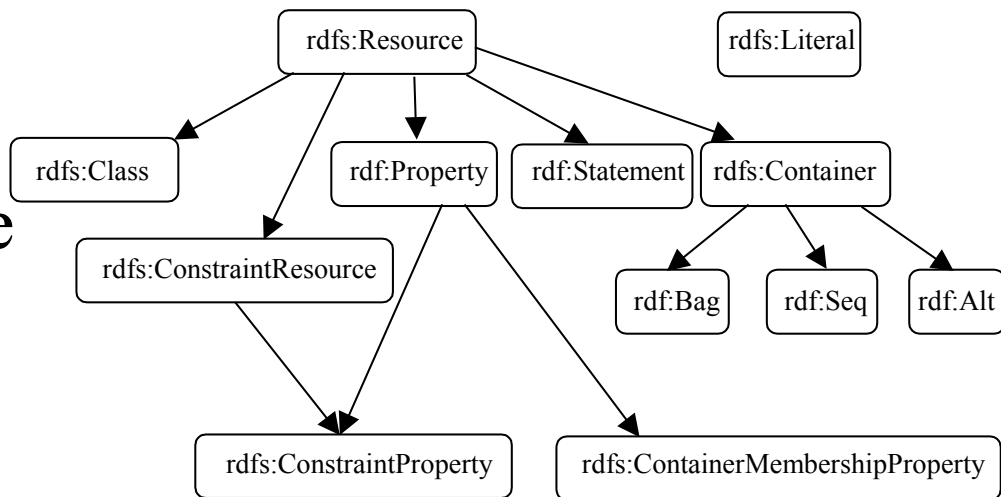 rdfs:Resource
rdfs:Literal
rdfs:Class
rdf:Property
rdf:Statement
rdfs:Container
e
rdfs:ConstraintResource
rdf:Bag
rdf:Seq
rdf:Alt
rdfs:ConstraintProperty
rdfs:ContainerMembershipProperty